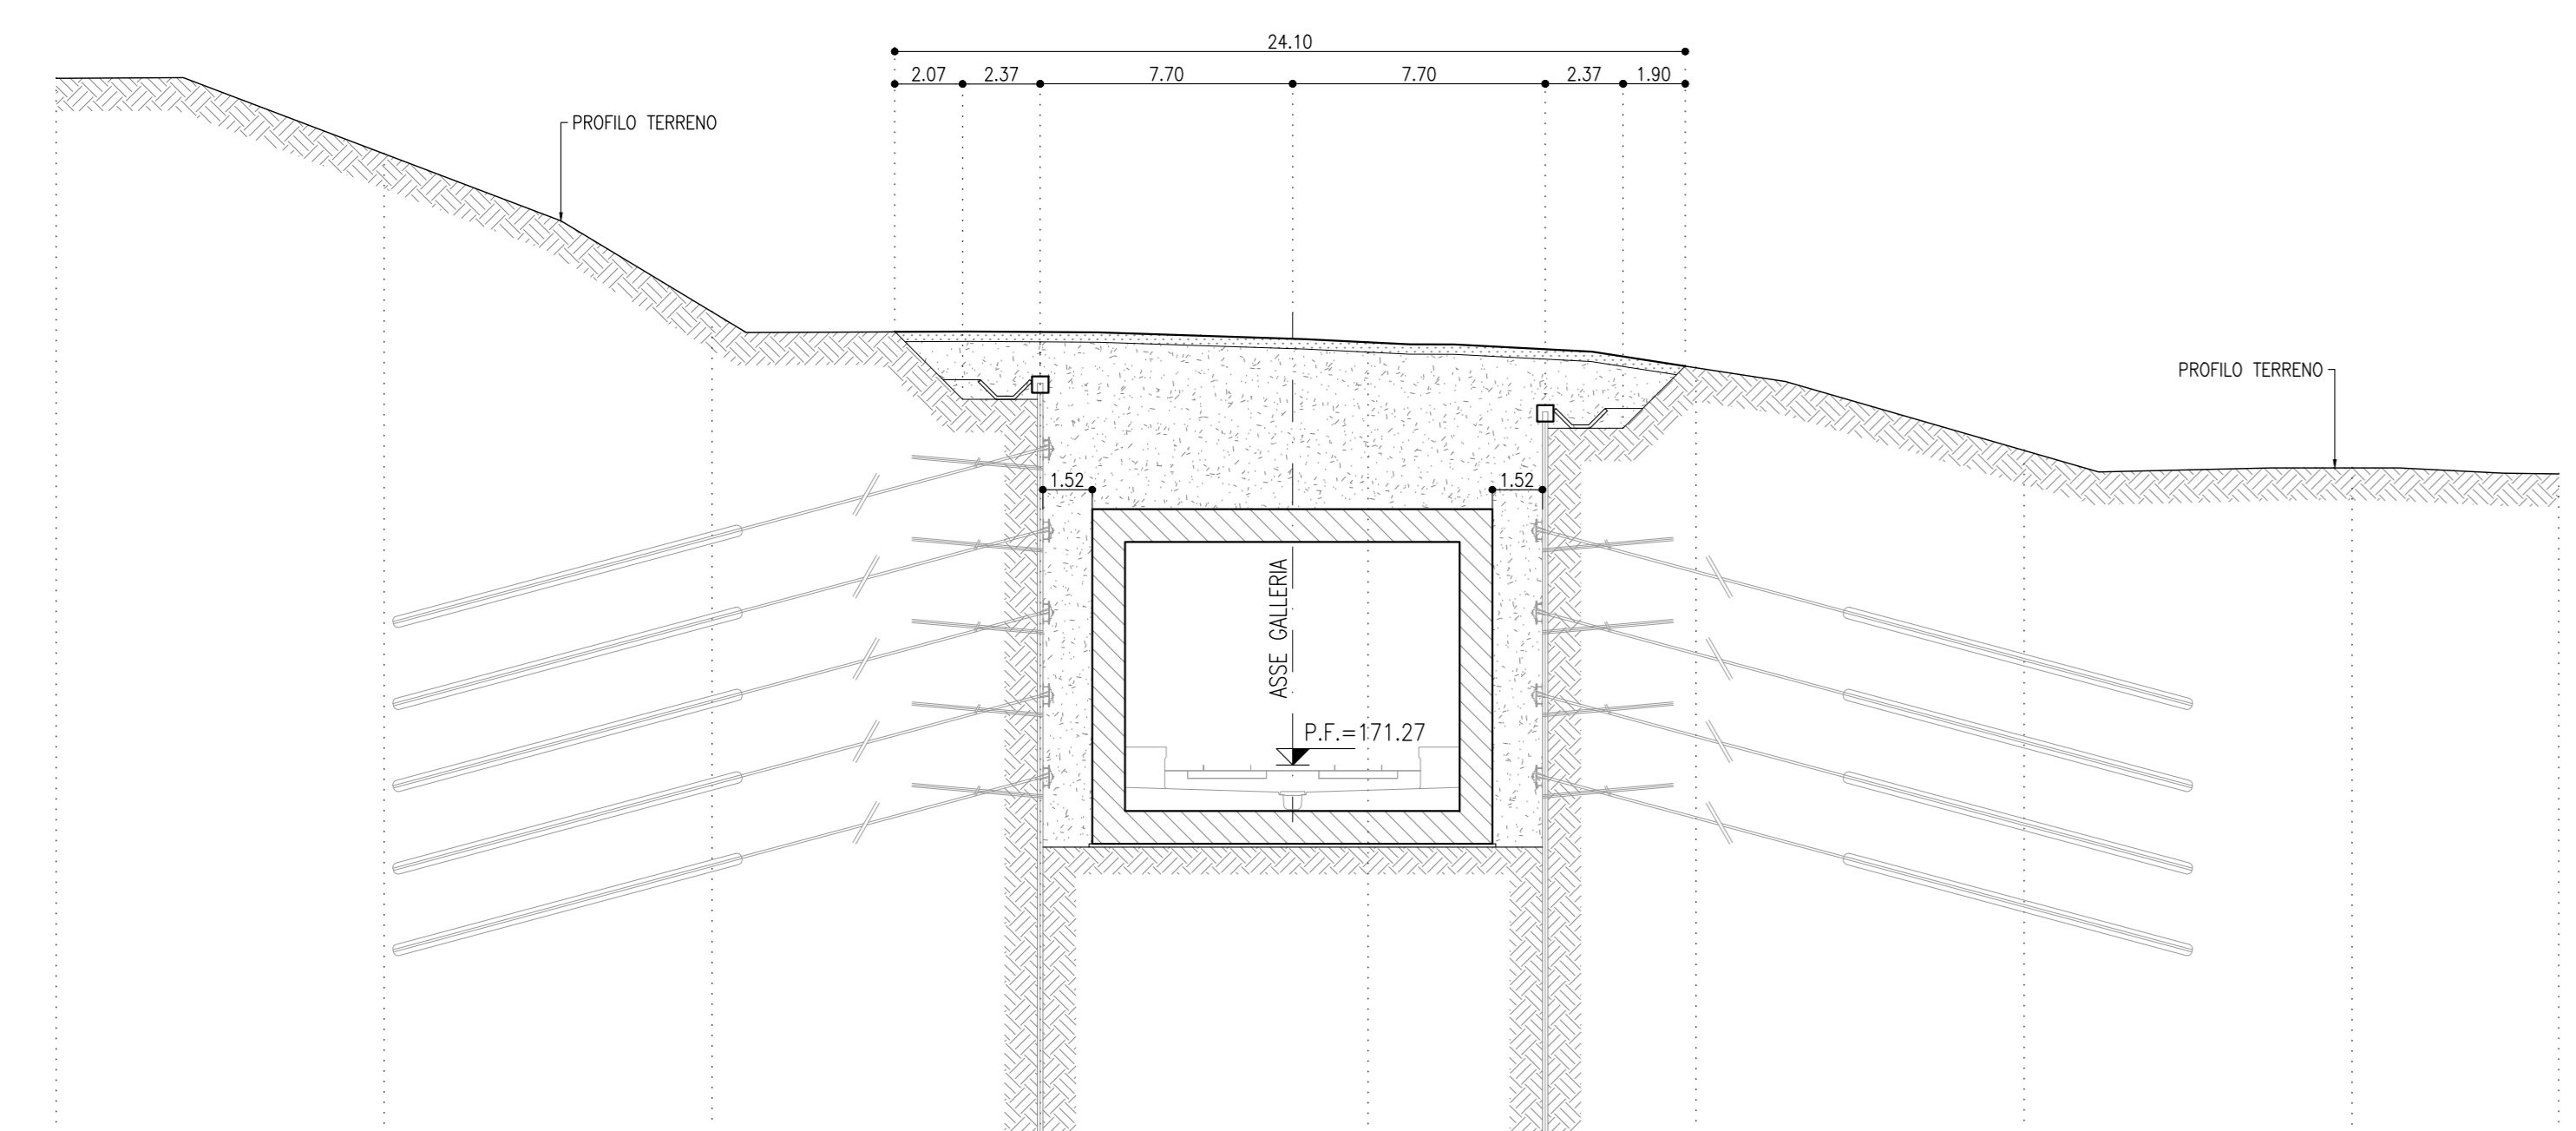 24.10
2.07 2.37 7.70 7.70 2.37 1.90
PROFILO TERRENO
PROFILO TERRENO
1.52 1.52
ASSE GALLERIA
P.F.=171.27